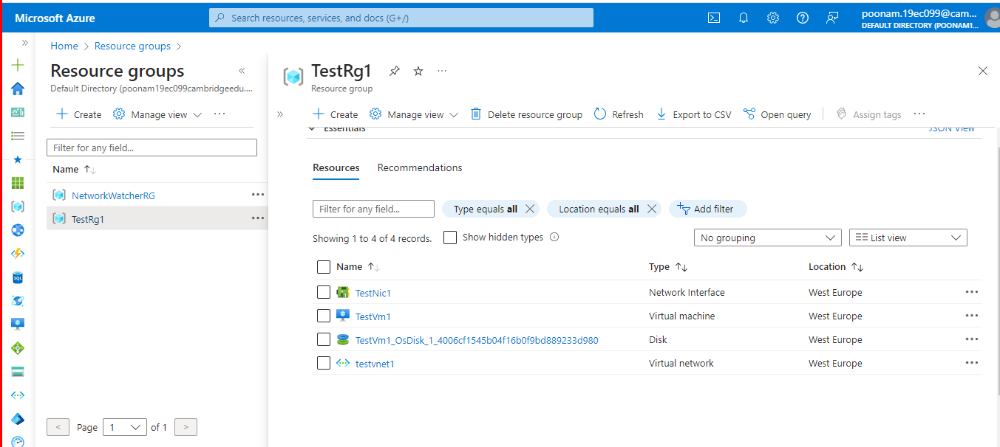 Microsoft Azure
Search resources, services, and docs (G+/)
poonam.19ec099@cam...
DEFAULT DIRECTORY (POONAM1...
Home > Resource groups >
Resource groups
Default Directory (poonam19ec099cambridgeedu....
Create Manage view ...
Filter for any field...
Name
NetworkWatcherRG
TestRg1
< Page 1 of 1 >
TestRg1
Resource group
Create Manage view Delete resource group Refresh Export to CSV Open query Assign tags ...
Essentials JSON View
Resources Recommendations
Filter for any field... Type equals all Location equals all Add filter
Showing 1 to 4 of 4 records. Show hidden types No grouping List view
Name Type Location
TestNic1 Network Interface West Europe
TestVm1 Virtual machine West Europe
TestVm1_OsDisk_1_4006cf1545b04f16b0f9bd889233d980 Disk West Europe
testvnet1 Virtual network West Europe
SQL